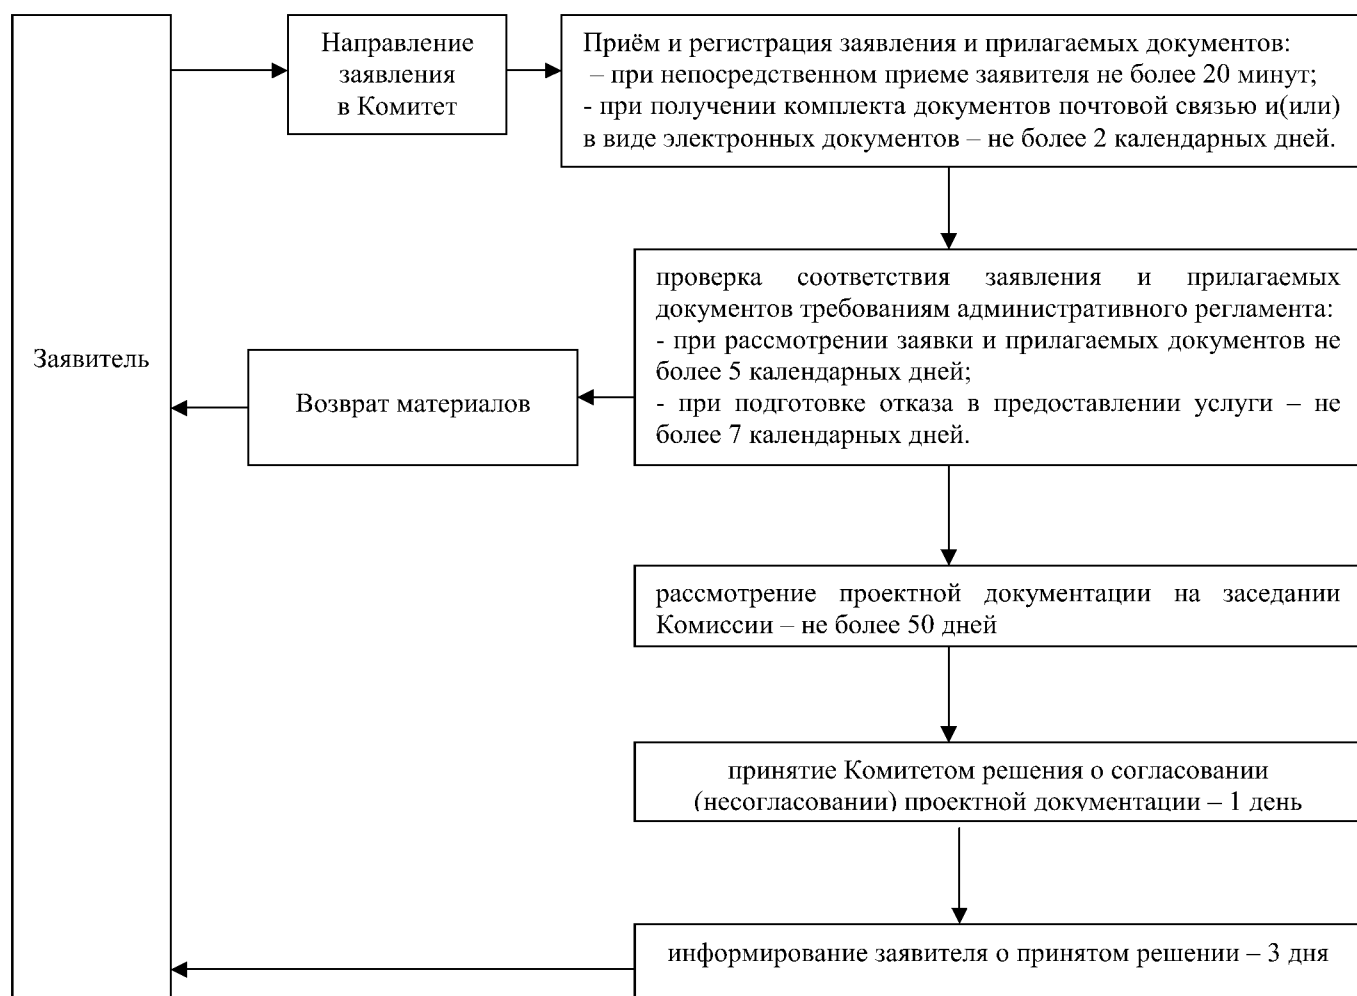 Заявитель
Направление
заявления
в Комитет
Приём и регистрация заявления и прилагаемых документов:
– при непосредственном приеме заявителя не более 20 минут;
- при получении комплекта документов почтовой связью и(или)
в виде электронных документов – не более 2 календарных дней.
проверка соответствия заявления и прилагаемых
документов требованиям административного регламента:
- при рассмотрении заявки и прилагаемых документов не
более 5 календарных дней;
- при подготовке отказа в предоставлении услуги – не
более 7 календарных дней.
Возврат материалов
рассмотрение проектной документации на заседании
Комиссии – не более 50 дней
принятие Комитетом решения о согласовании
(несогласовании) проектной документации – 1 день
информирование заявителя о принятом решении – 3 дня